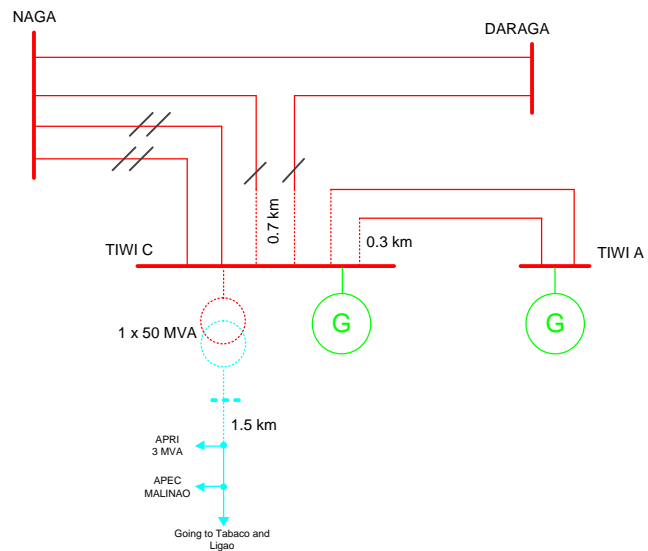 NAGA
DARAGA
0.7 km
0.3 km
TIWI C
TIWI A
G
G
1 x 50 MVA
1.5 km
APRI
3 MVA
APEC
MALINAO
Going to Tabaco and
Ligao